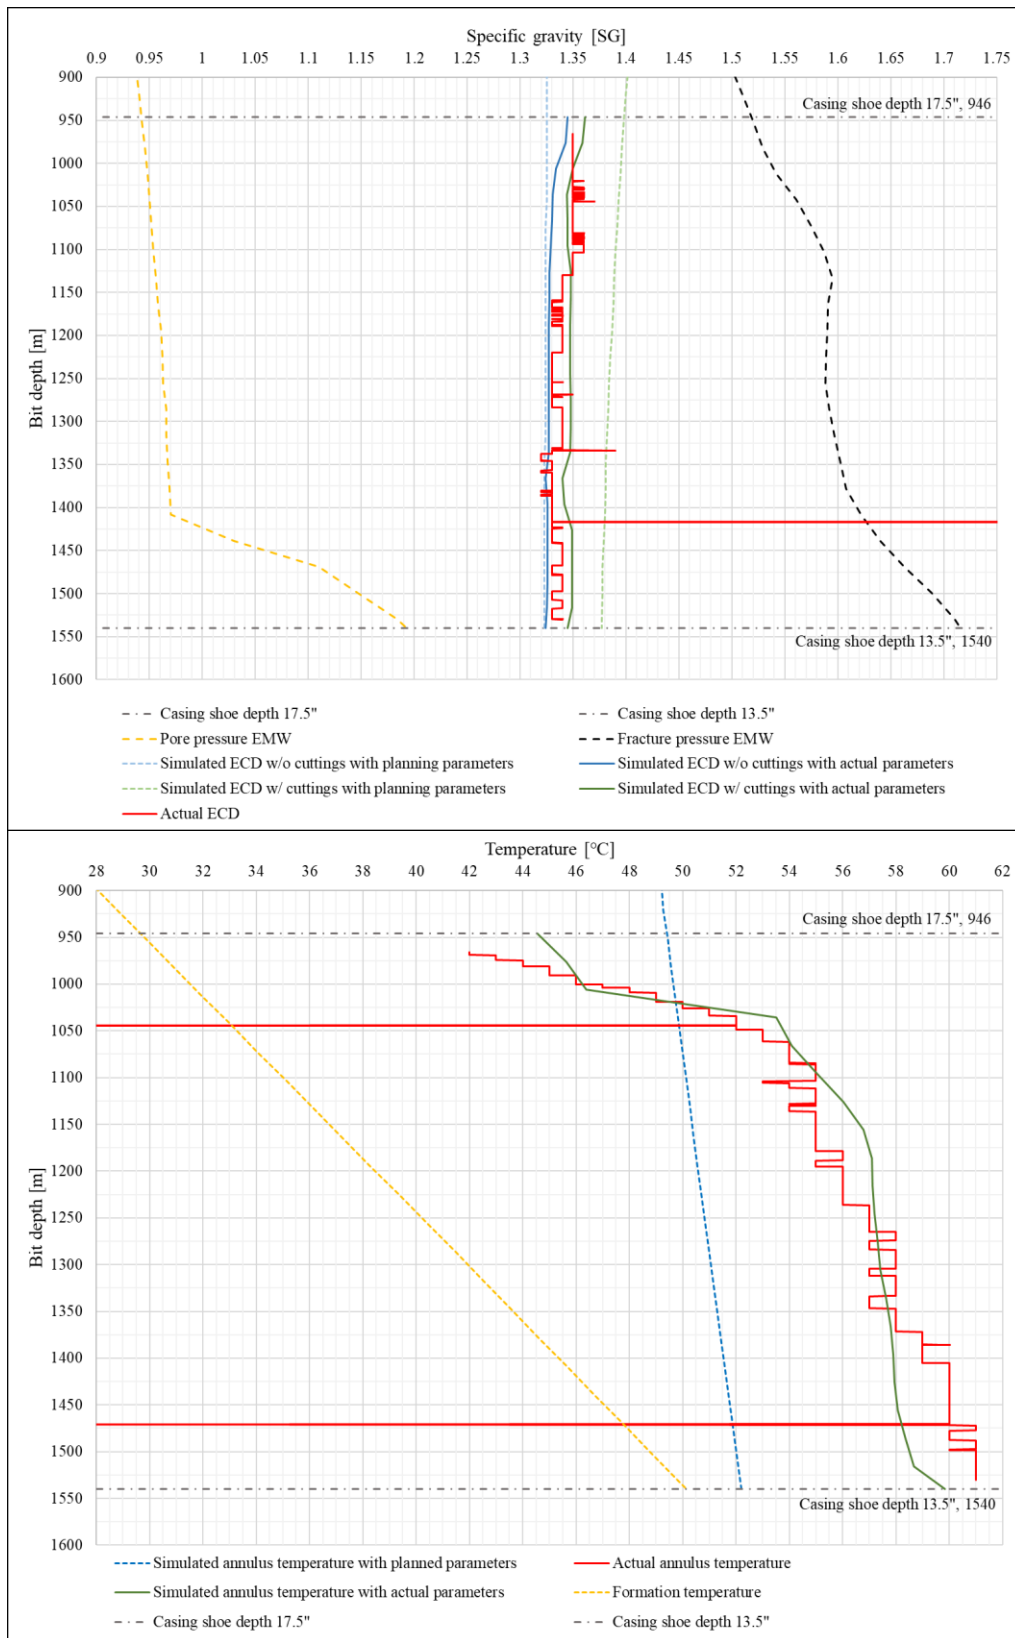 Specific gravity [SG]
0.9 0.95 1 1.05 1.1 1.15 1.2 1.25 1.3 1.35 1.4 1.45 1.5 1.55 1.6 1.65 1.7 1.75
900
Casing shoe depth 17.5", 946
950
1000
1050
1100
1150
1200
Bit depth [m]
1250
1300
1350
1400
1450
1500
1550
Casing shoe depth 13.5", 1540
1600
Casing shoe depth 17.5" Casing shoe depth 13.5"
Pore pressure EMW Fracture pressure EMW
Simulated ECD w/o cuttings with planning parameters Simulated ECD w/o cuttings with actual parameters
Simulated ECD w/ cuttings with planning parameters Simulated ECD w/ cuttings with actual parameters
Actual ECD
Temperature [°C]
28 30 32 34 36 38 40 42 44 46 48 50 52 54 56 58 60 62
900
Casing shoe depth 17.5", 946
950
1000
1050
1100
1150
1200
Bit depth [m]
1250
1300
1350
1400
1450
1500
Casing shoe depth 13.5", 1540
1550
1600
Simulated annulus temperature with planned parameters Actual annulus temperature
Simulated annulus temperature with actual parameters Formation temperature
Casing shoe depth 17.5" Casing shoe depth 13.5"